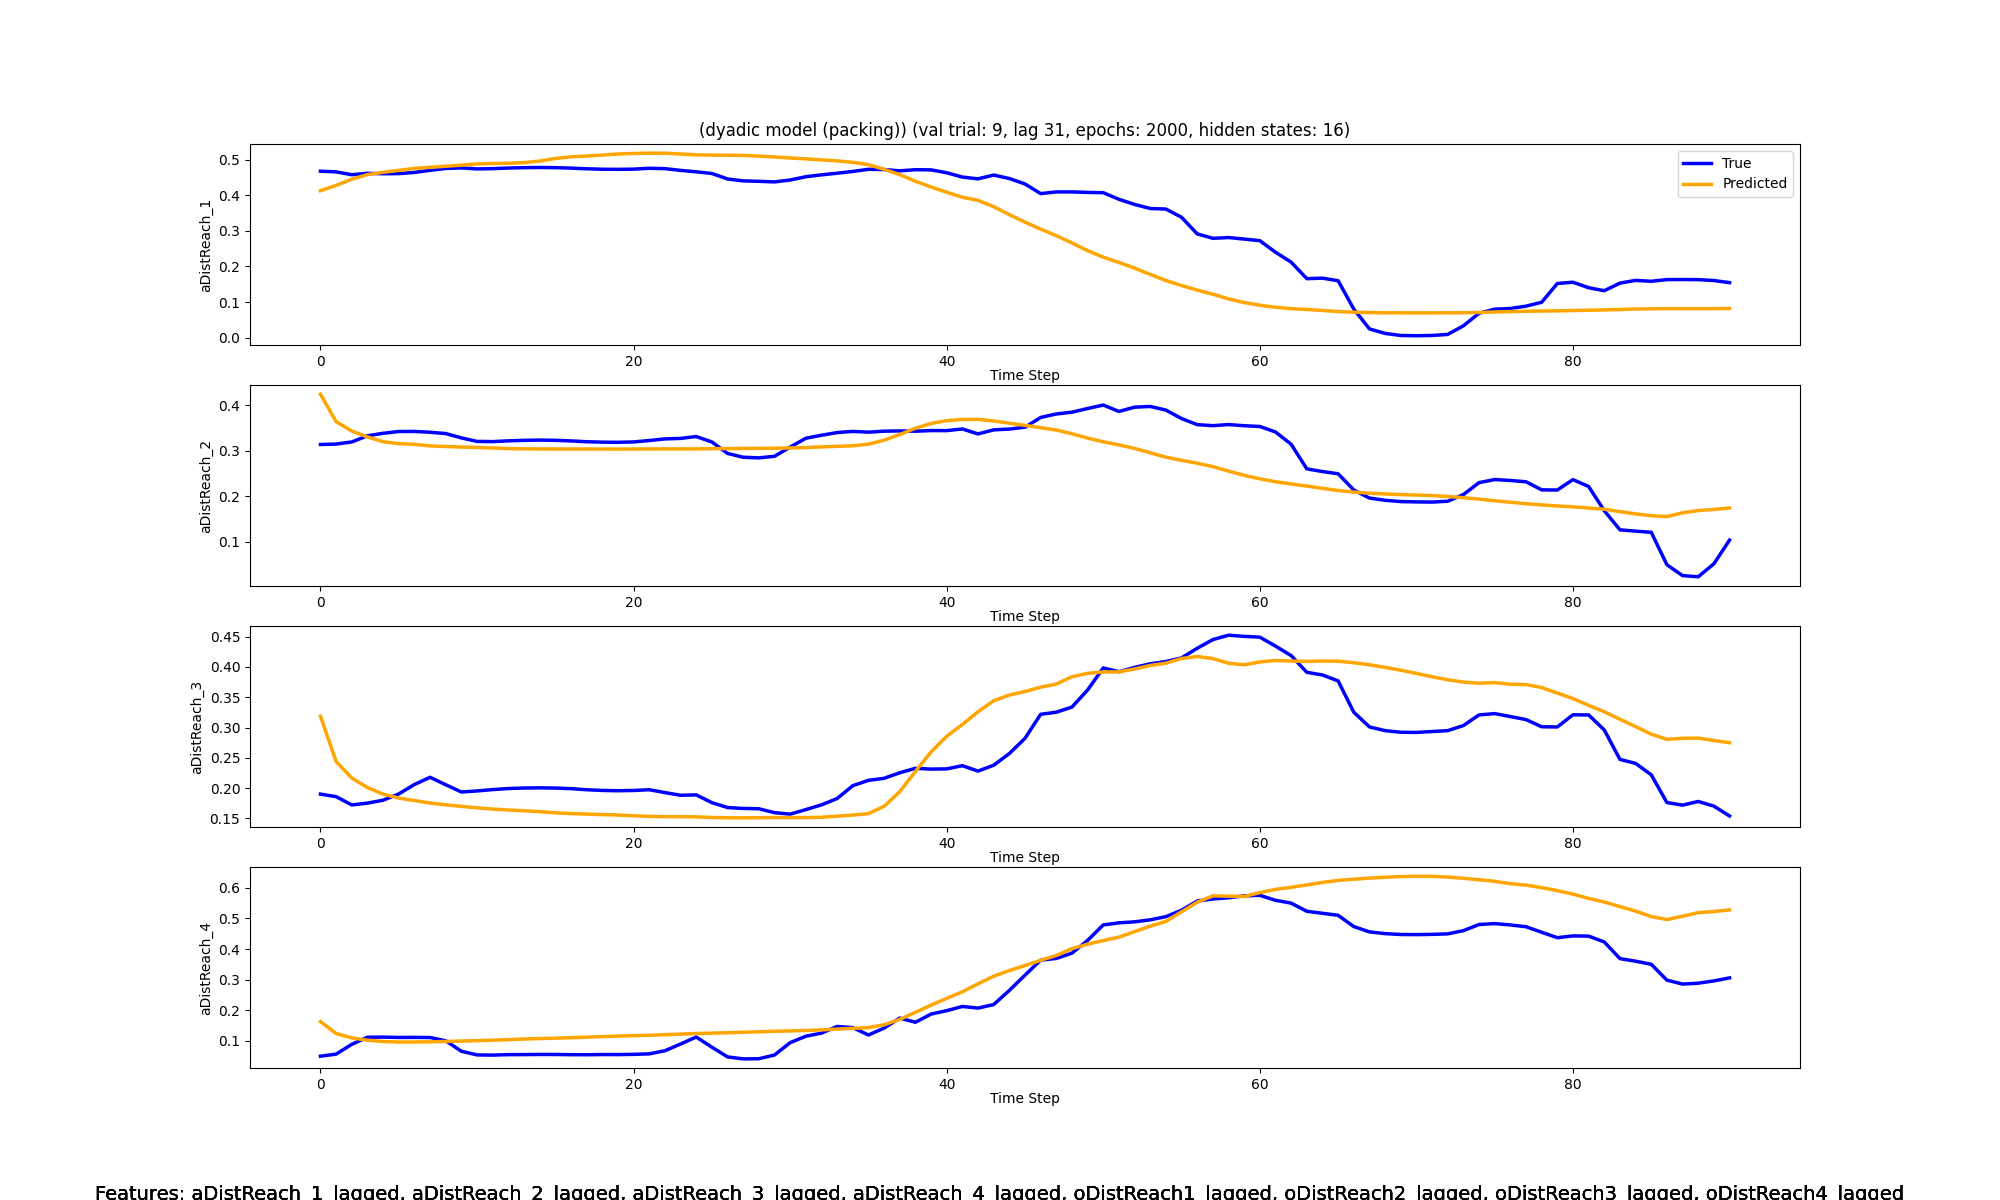 (dyadic model (packing)) (val trial: 9, lag 31, epochs: 2000, hidden states: 16)
True
Predicted
aDistReach_1
0.5
0.4
0.3
0.2
0.1
0.0
0 20 40 60 80
Time Step
aDistReach_2
0.4
0.3
0.2
0.1
0 20 40 60 80
Time Step
aDistReach_3
0.45
0.40
0.35
0.30
0.25
0.20
0.15
0 20 40 60 80
Time Step
aDistReach_4
0.6
0.5
0.4
0.3
0.2
0.1
0 20 40 60 80
Time Step
Features: aDistReach_1_lagged, aDistReach_2_lagged, aDistReach_3_lagged, aDistReach_4_lagged, oDistReach1_lagged, oDistReach2_lagged, oDistReach3_lagged, oDistReach4_lagged